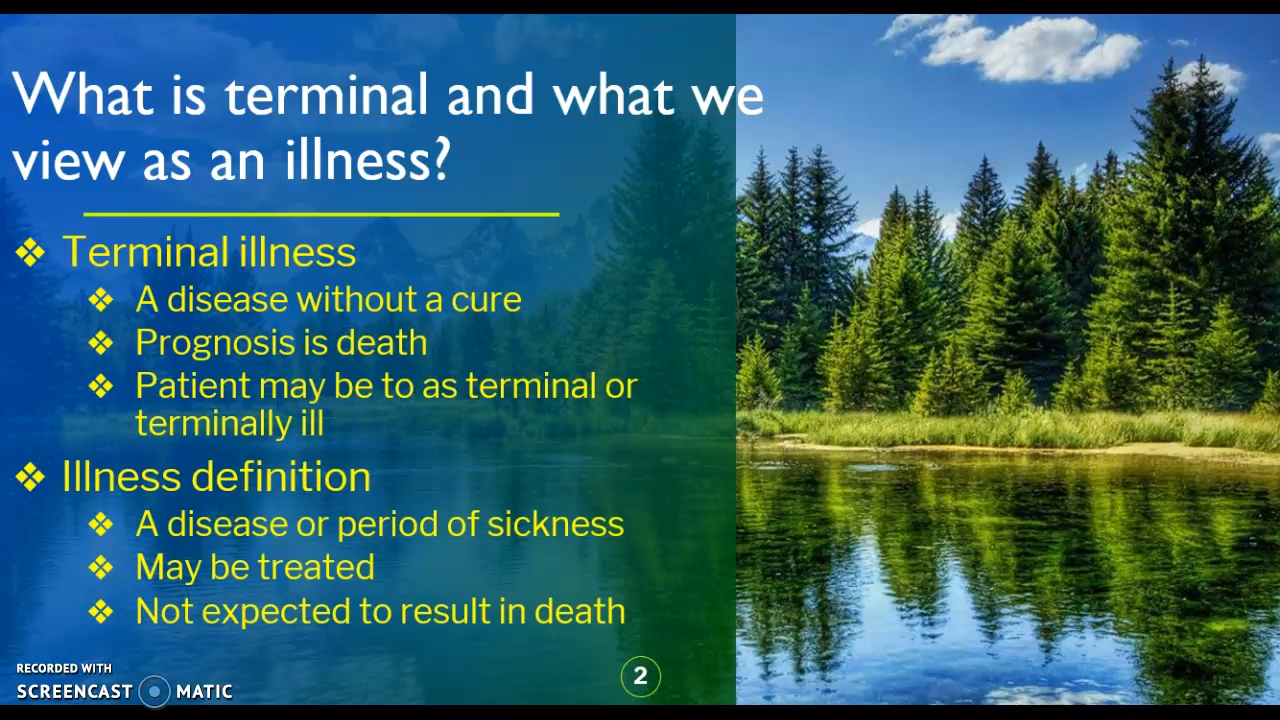 What is terminal and what we
view as an illness?
❖ Terminal illness
❖ A disease without a cure
❖ Prognosis is death
❖ Patient may be to as terminal or
terminally ill
❖ Illness definition
❖ A disease or period of sickness
❖ May be treated
❖ Not expected to result in death
RECORDED WITH
SCREENCAST MATIC
2